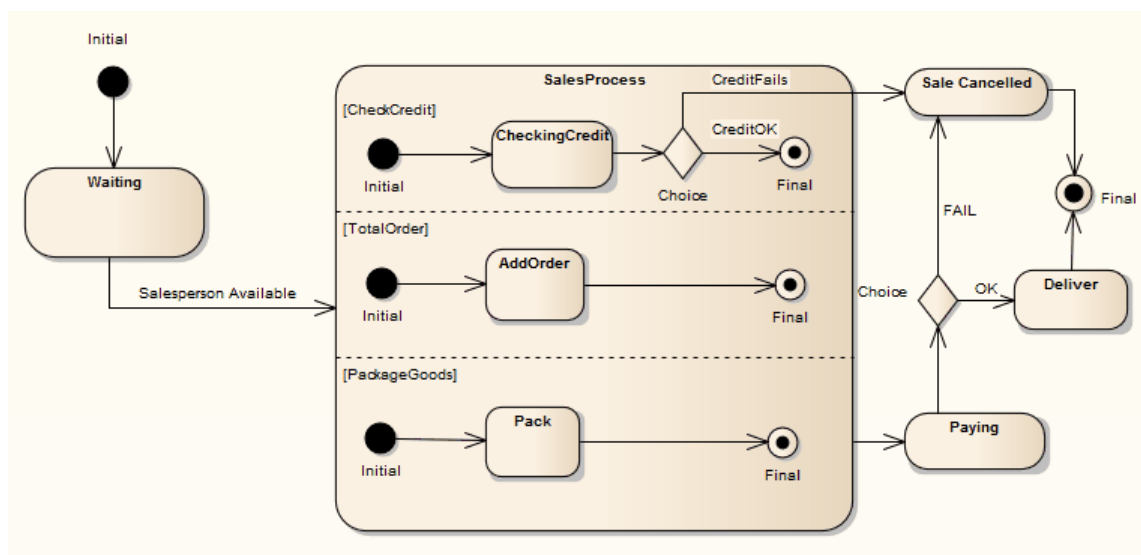 Initial
Waiting
Salesperson Available
SalesProcess
[CheckCredit]
Initial
CheckingCredit
Choice
CreditFails
CreditOK
Final
[TotalOrder]
Initial
AddOrder
Final
[PackageGoods]
Initial
Pack
Final
Sale Cancelled
Final
FAIL
Choice
OK
Deliver
Paying